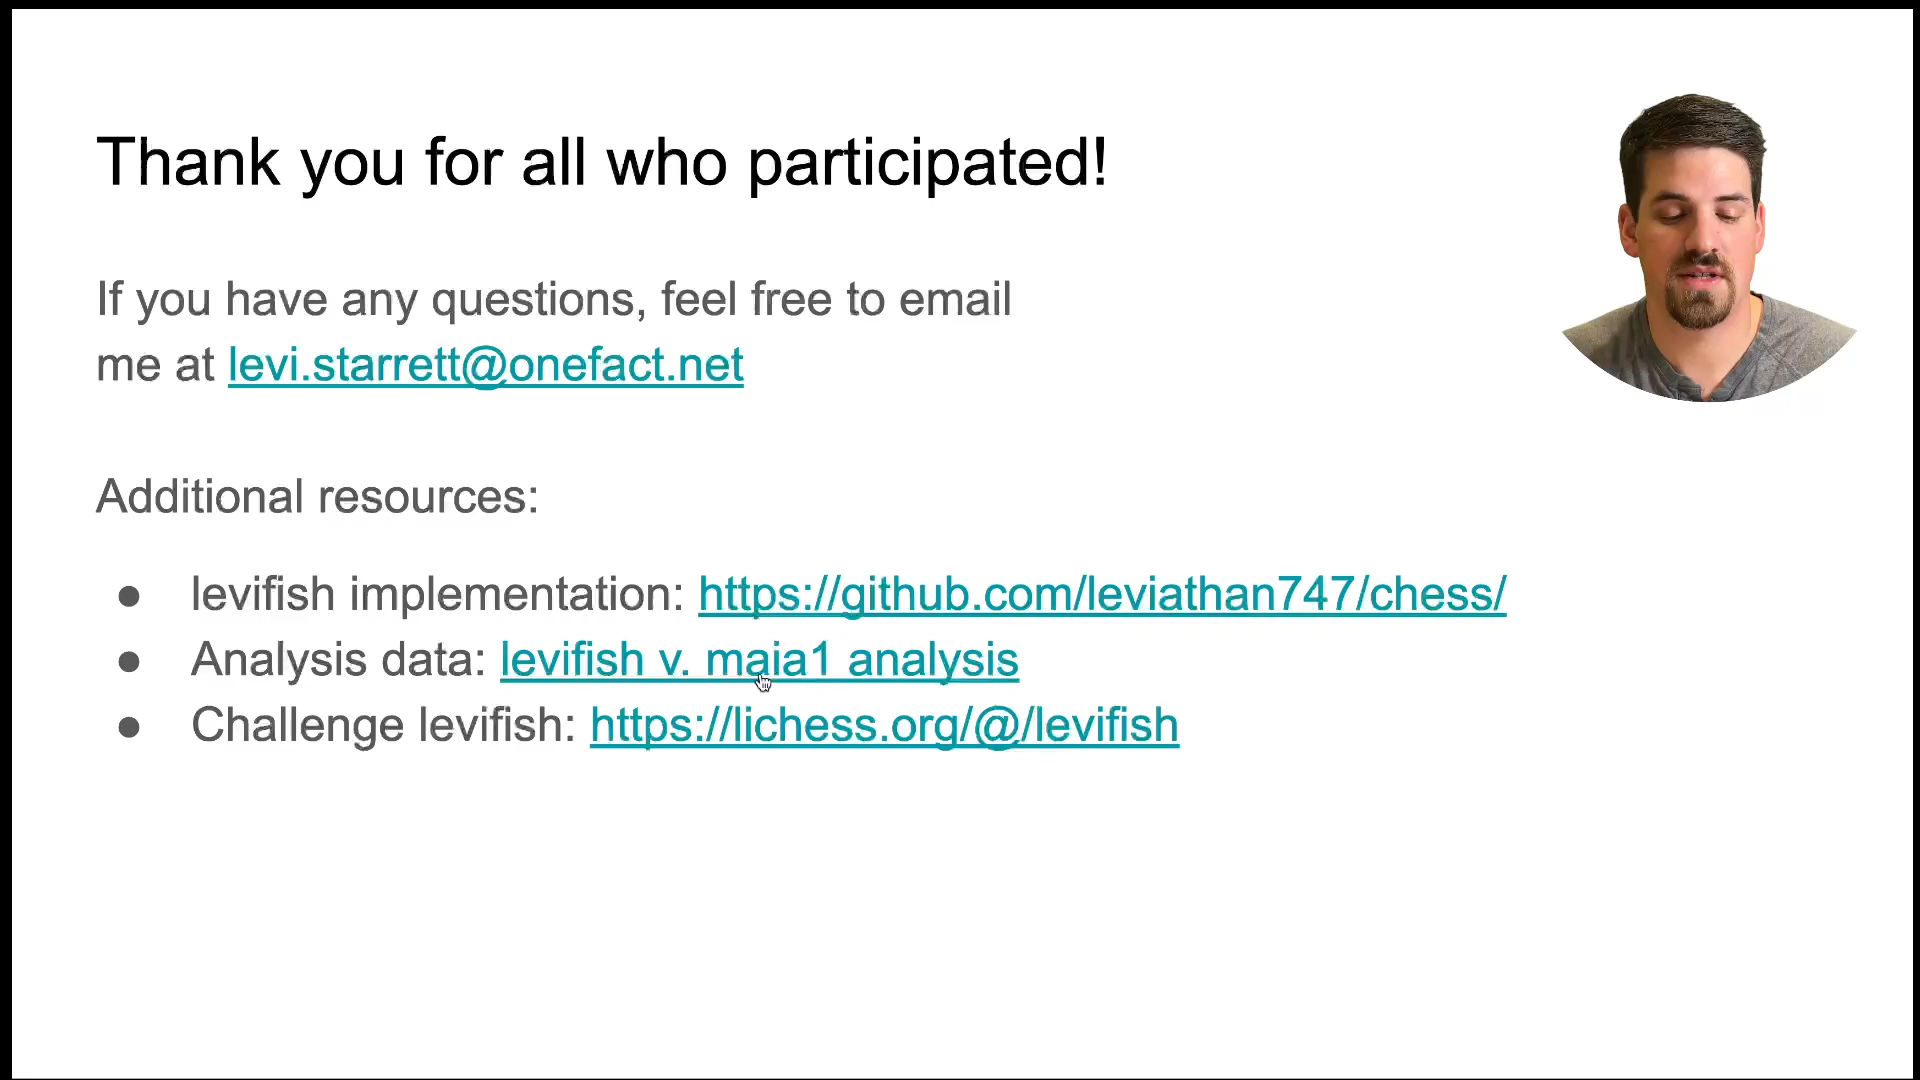 Thank you for all who participated!
If you have any questions, feel free to email
me at levi.starrett@onefact.net
Additional resources:
● levifish implementation: https://github.com/leviathan747/chess/
● Analysis data: levifish v. maia1 analysis
● Challenge levifish: https://lichess.org/@/levifish